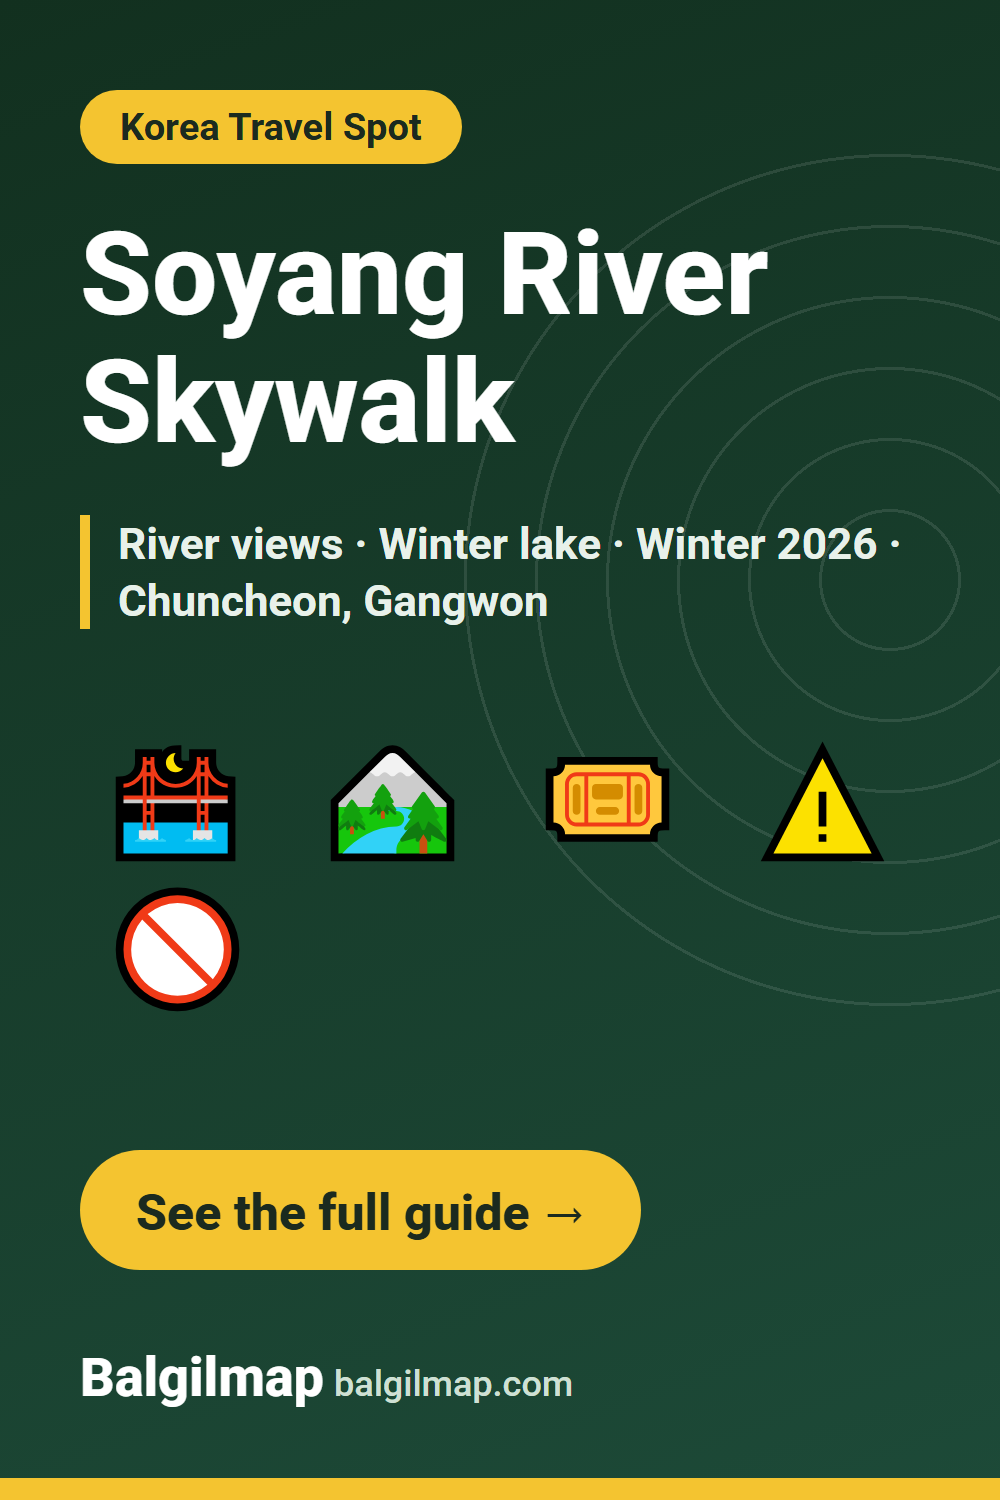 Korea Travel Spot
Soyang River
Skywalk
River views · Winter lake · Winter 2026 ·
Chuncheon, Gangwon
See the full guide →
Balgilmap balgilmap.com